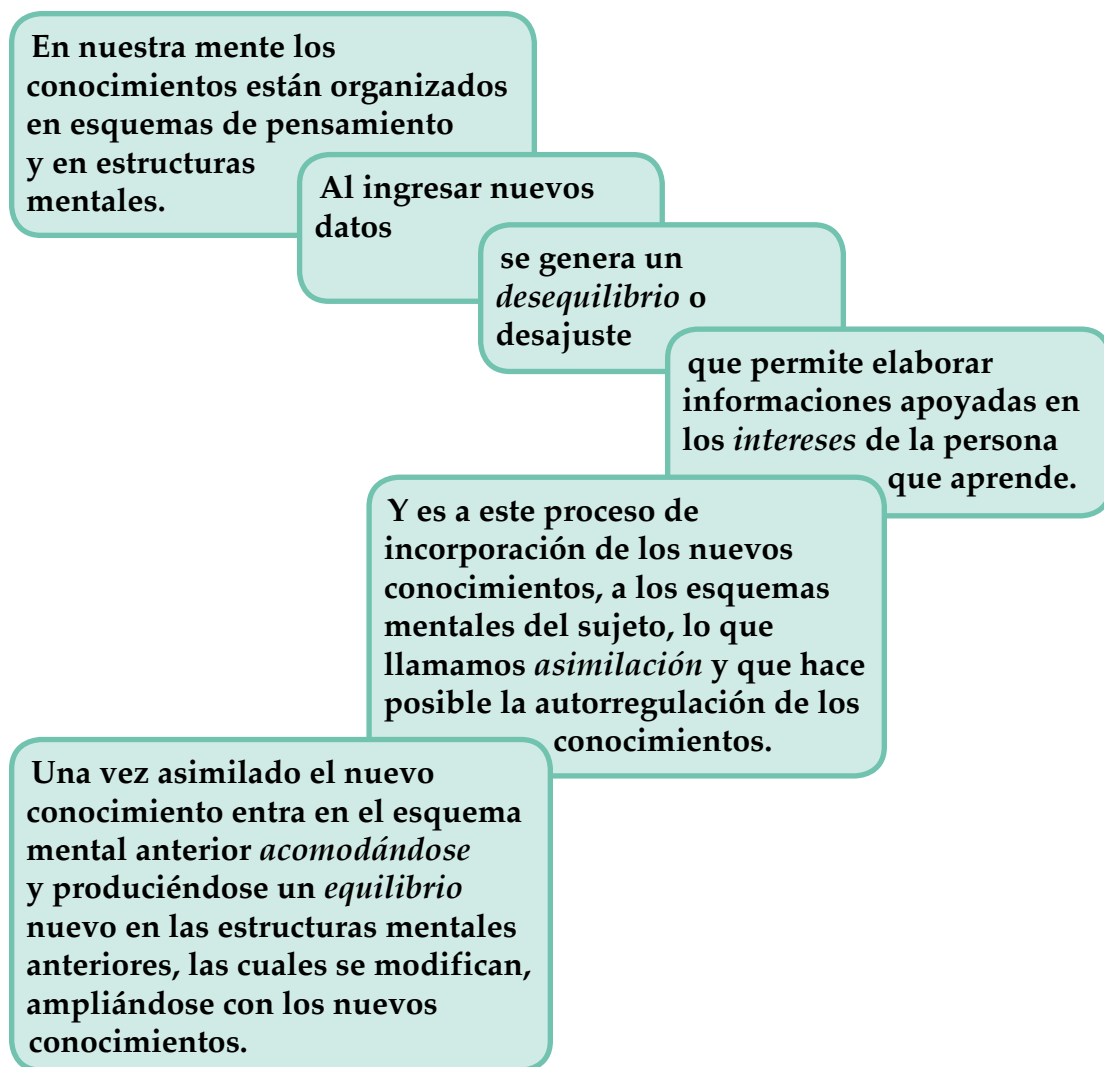 En nuestra mente los
conocimientos están organizados
en esquemas de pensamiento
y en estructuras
mentales.
Al ingresar nuevos
datos
se genera un
desequilibrio o
desajuste
que permite elaborar
informaciones apoyadas en
los intereses de la persona
que aprende.
Y es a este proceso de
incorporación de los nuevos
conocimientos, a los esquemas
mentales del sujeto, lo que
llamamos asimilación y que hace
posible la autorregulación de los
conocimientos.
Una vez asimilado el nuevo
conocimiento entra en el esquema
mental anterior acomodándose
y produciéndose un equilibrio
nuevo en las estructuras mentales
anteriores, las cuales se modifican,
ampliándose con los nuevos
conocimientos.